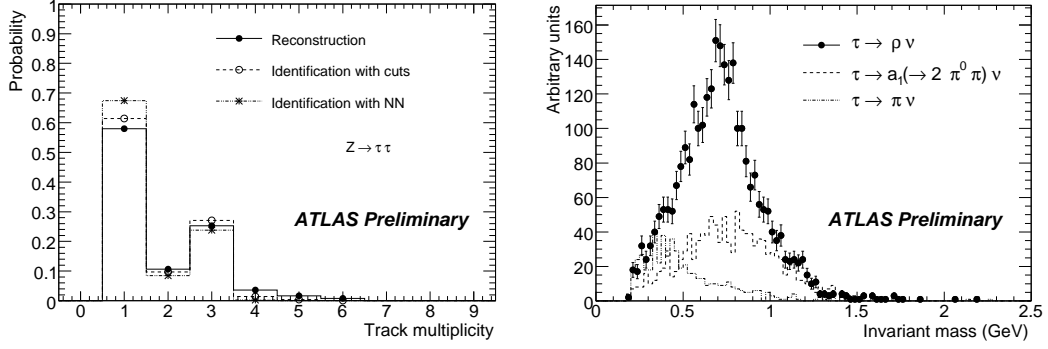 Probability
1
0.9
0.8
0.7
0.6
0.5
0.4
0.3
0.2
0.1
0
Reconstruction
Identification with cuts
Identification with NN
Z → τ τ
ATLAS Preliminary
0 1 2 3 4 5 6 7 8 9
Track multiplicity
Arbitrary units
160
140
120
100
80
60
40
20
0
τ → ρ ν
τ → a₁(→ 2 π⁰ π) ν
τ → π ν
ATLAS Preliminary
0 0.5 1 1.5 2 2.5
Invariant mass (GeV)